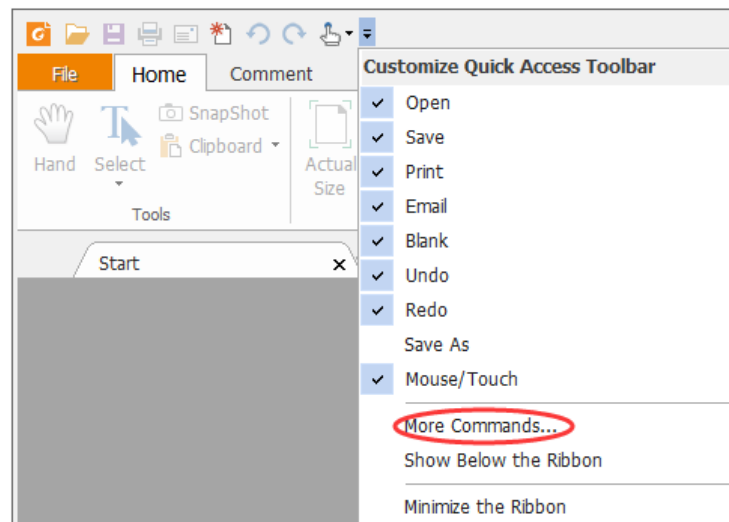 File
Home
Comment
Customize Quick Access Toolbar
SnapShot
Clipboard
Hand
Select
Actual
Size
Tools
Start
Open
Save
Print
Email
Blank
Undo
Redo
Save As
Mouse/Touch
More Commands...
Show Below the Ribbon
Minimize the Ribbon